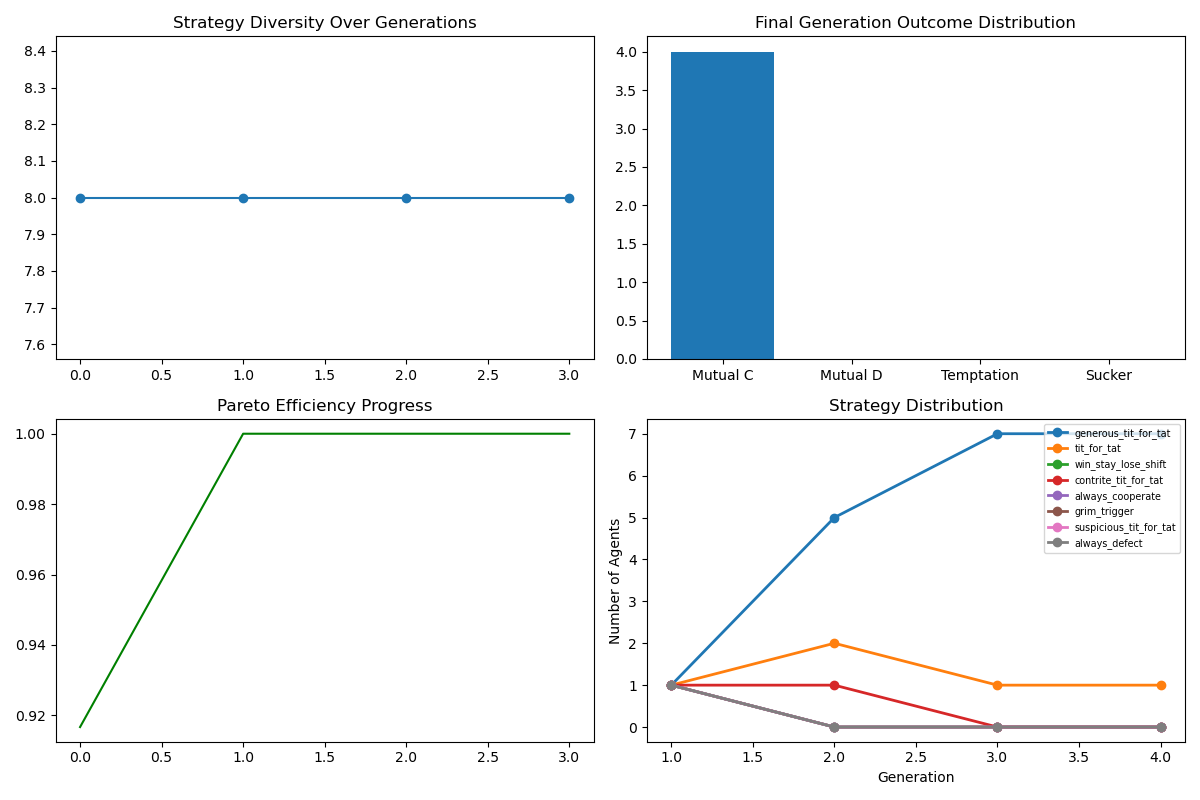 Strategy Diversity Over Generations
8.4
8.3
8.2
8.1
8.0
7.9
7.8
7.7
7.6
0.0 0.5 1.0 1.5 2.0 2.5 3.0
Final Generation Outcome Distribution
4.0
3.5
3.0
2.5
2.0
1.5
1.0
0.5
0.0
Mutual C Mutual D Temptation Sucker
Pareto Efficiency Progress
1.00
0.98
0.96
0.94
0.92
0.0 0.5 1.0 1.5 2.0 2.5 3.0
Strategy Distribution
Number of Agents
7
6
5
4
3
2
1
0
generous_tit_for_tat
tit_for_tat
win_stay_lose_shift
contrite_tit_for_tat
always_cooperate
grim_trigger
suspicious_tit_for_tat
always_defect
1.0 1.5 2.0 2.5 3.0 3.5 4.0
Generation